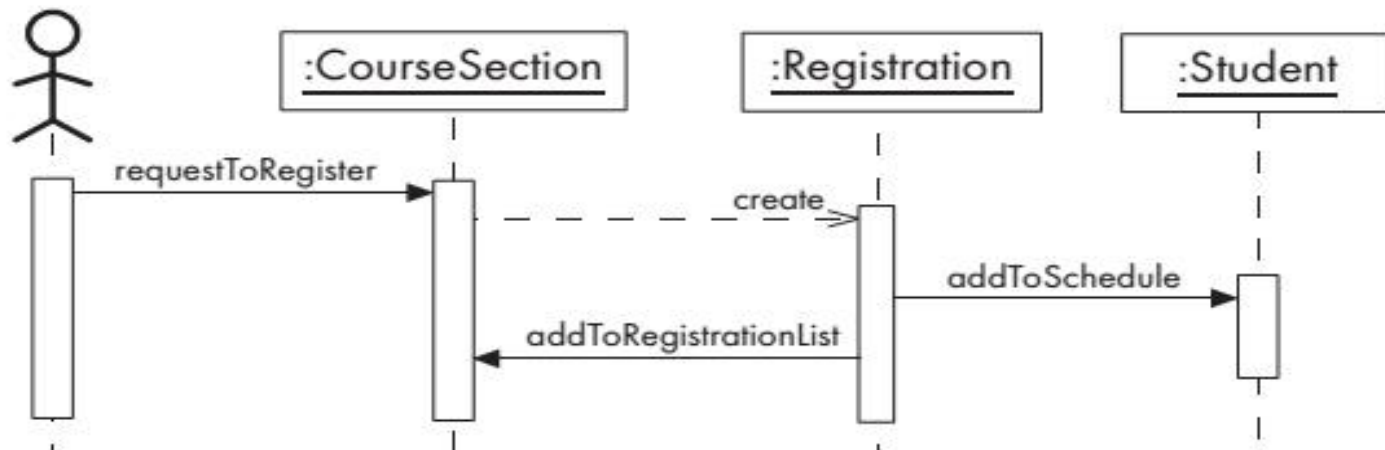 :CourseSection
:Registration
:Student
requestToRegister
create
addToSchedule
addToRegistrationList